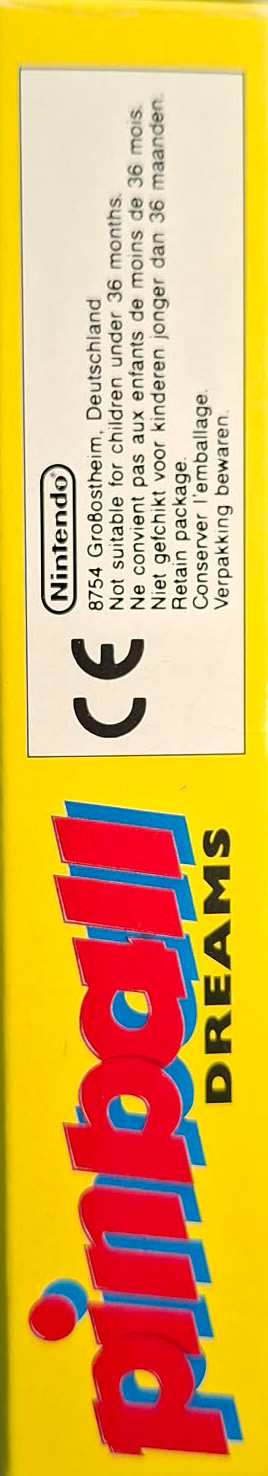 pinball
DREAMS
Nintendo
8754 Großostheim, Deutschland
Not suitable for children under 36 months.
Ne convient pas aux enfants de moins de 36 mois.
Niet gefchikt voor kinderen jonger dan 36 maanden.
Retain package.
Conserver l'emballage.
Verpakking bewaren.
CE